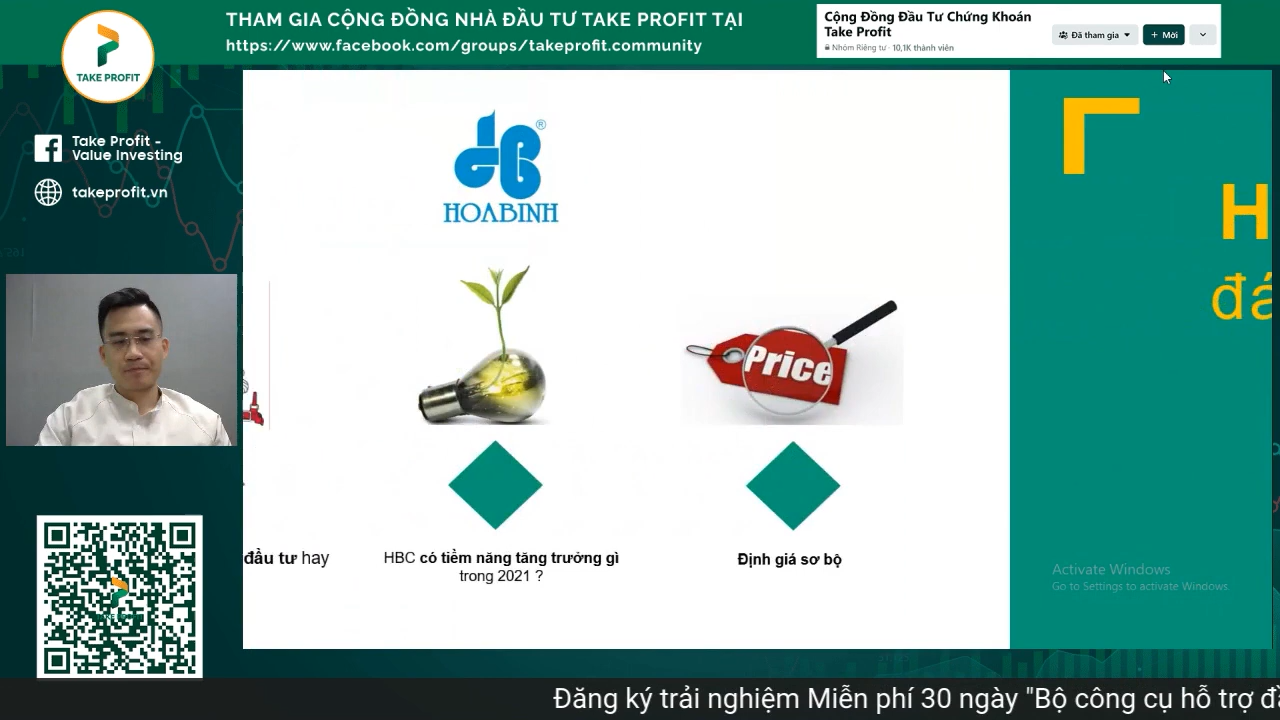 THAM GIA CỘNG ĐỒNG NHÀ ĐẦU TƯ TAKE PROFIT TẠI
https://www.facebook.com/groups/takeprofit.community
Cộng Đồng Đầu Tư Chứng Khoán
Take Profit
Nhóm Riêng tư · 10,1K thành viên
Đã tham gia
+ Mời
TAKE PROFIT
Take Profit -
Value Investing
takeprofit.vn
HOABINH
®
Price
H
đá
đầu tư hay
HBC có tiềm năng tăng trưởng gì
trong 2021 ?
Định giá sơ bộ
Activate Windows
Go to Settings to activate Windows.
Đăng ký trải nghiệm Miễn phí 30 ngày "Bộ công cụ hỗ trợ đầ